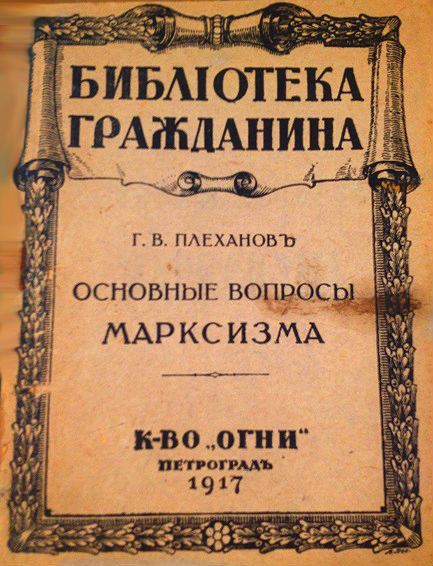 БИБЛІОТЕКА
ГРАЖДАНИНА
Г. В. ПЛЕХАНОВЪ
ОСНОВНЫЕ ВОПРОСЫ
МАРКСИЗМА
К-ВО „ОГНИ“
ПЕТРОГРАДЪ
1917